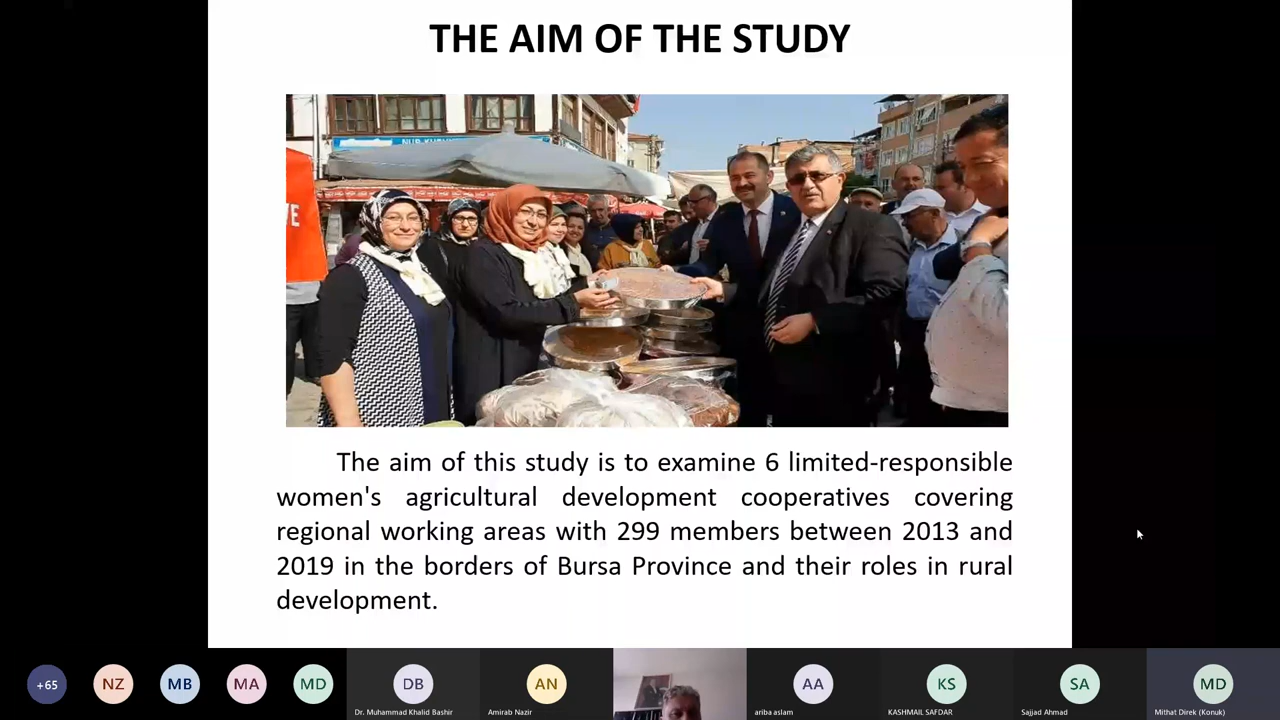 THE AIM OF THE STUDY
The aim of this study is to examine 6 limited-responsible
women's agricultural development cooperatives covering
regional working areas with 299 members between 2013 and
2019 in the borders of Bursa Province and their roles in rural
development.
+65
NZ
MB
MA
MD
DB
Dr. Muhammad Khalid Bashir
AN
Amirab Nazir
AA
ariba aslam
KS
KASHMAIL SAFDAR
SA
Sajjad Ahmad
MD
Mithat Direk (Konuk)